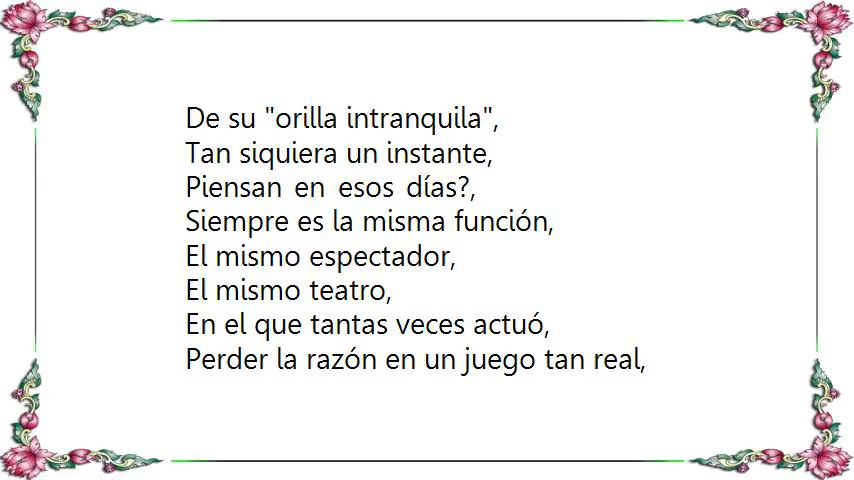 De su "orilla intranquila",
Tan siquiera un instante,
Piensan en esos días?,
Siempre es la misma función,
El mismo espectador,
El mismo teatro,
En el que tantas veces actuó,
Perder la razón en un juego tan real,